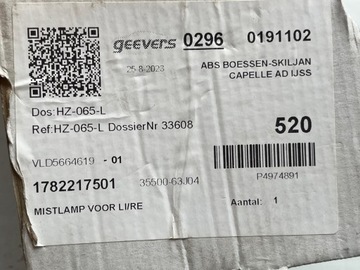 geevers 0296 0191102
25-8-2023 ABS BOESSEN-SKILJAN
CAPELLE AD IJSS
Dos:HZ-065-L
Ref:HZ-065-L DossierNr 33608
520
VLD5664619 - 01
1782217501 35500-63J04
P4974891
MISTLAMP VOOR LI/RE
Aantal: 1